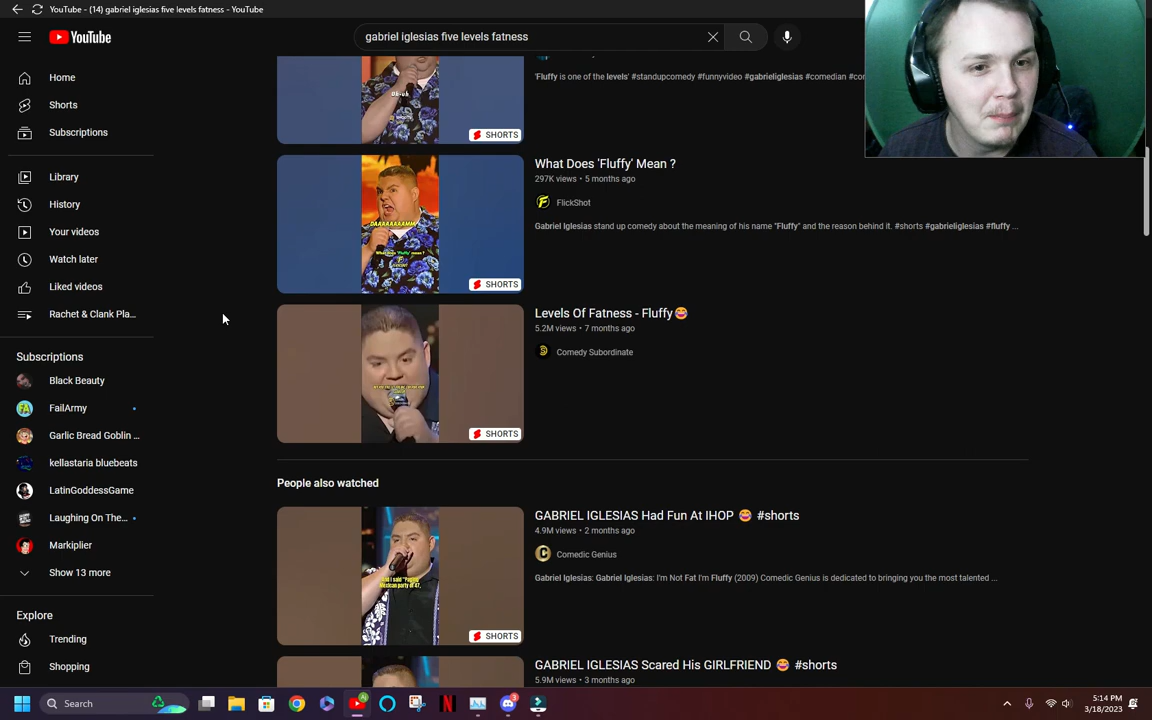 YouTube - (14) gabriel iglesias five levels fatness - YouTube
YouTube
gabriel iglesias five levels fatness
Home
Shorts
Subscriptions
Library
History
Your videos
Watch later
Liked videos
Rachet & Clank Pla...
Subscriptions
Black Beauty
FailArmy
Garlic Bread Goblin ...
kellastaria bluebeats
LatinGoddessGame
Laughing On The...
Markiplier
Show 13 more
Explore
Trending
Shopping
'Fluffy is one of the levels' #standupcomedy #funnyvideo #gabrieliglesias #comedian
SHORTS
What Does 'Fluffy' Mean ?
297K views • 5 months ago
FlickShot
Gabriel Iglesias stand up comedy about the meaning of his name "Fluffy" and the reason behind it. #shorts #gabrieliglesias #fluffy ...
SHORTS
Levels Of Fatness - Fluffy
5.2M views • 7 months ago
Comedy Subordinate
SHORTS
People also watched
GABRIEL IGLESIAS Had Fun At IHOP #shorts
4.9M views • 2 months ago
Comedic Genius
Gabriel Iglesias: Gabriel Iglesias: I'm Not Fat I'm Fluffy (2009) Comedic Genius is dedicated to bringing you the most talented ...
SHORTS
GABRIEL IGLESIAS Scared His GIRLFRIEND #shorts
5.9M views • 3 months ago
Search
3
5:14 PM
3/18/2023